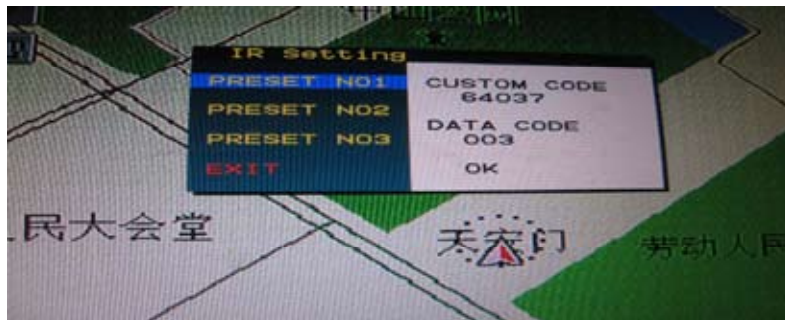 IR Setting
PRESET NO1
PRESET NO2
PRESET NO3
EXIT
CUSTOM CODE
64037
DATA CODE
003
OK
民大会堂
天安门
劳动人民